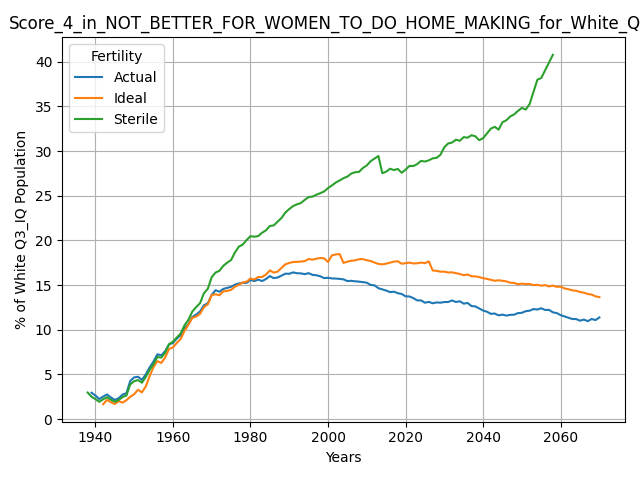 Score_4_in_NOT_BETTER_FOR_WOMEN_TO_DO_HOME_MAKING_for_White_Q
Fertility
Actual
Ideal
Sterile
% of White Q3_IQ Population
40
35
30
25
20
15
10
5
0
1940 1960 1980 2000 2020 2040 2060
Years